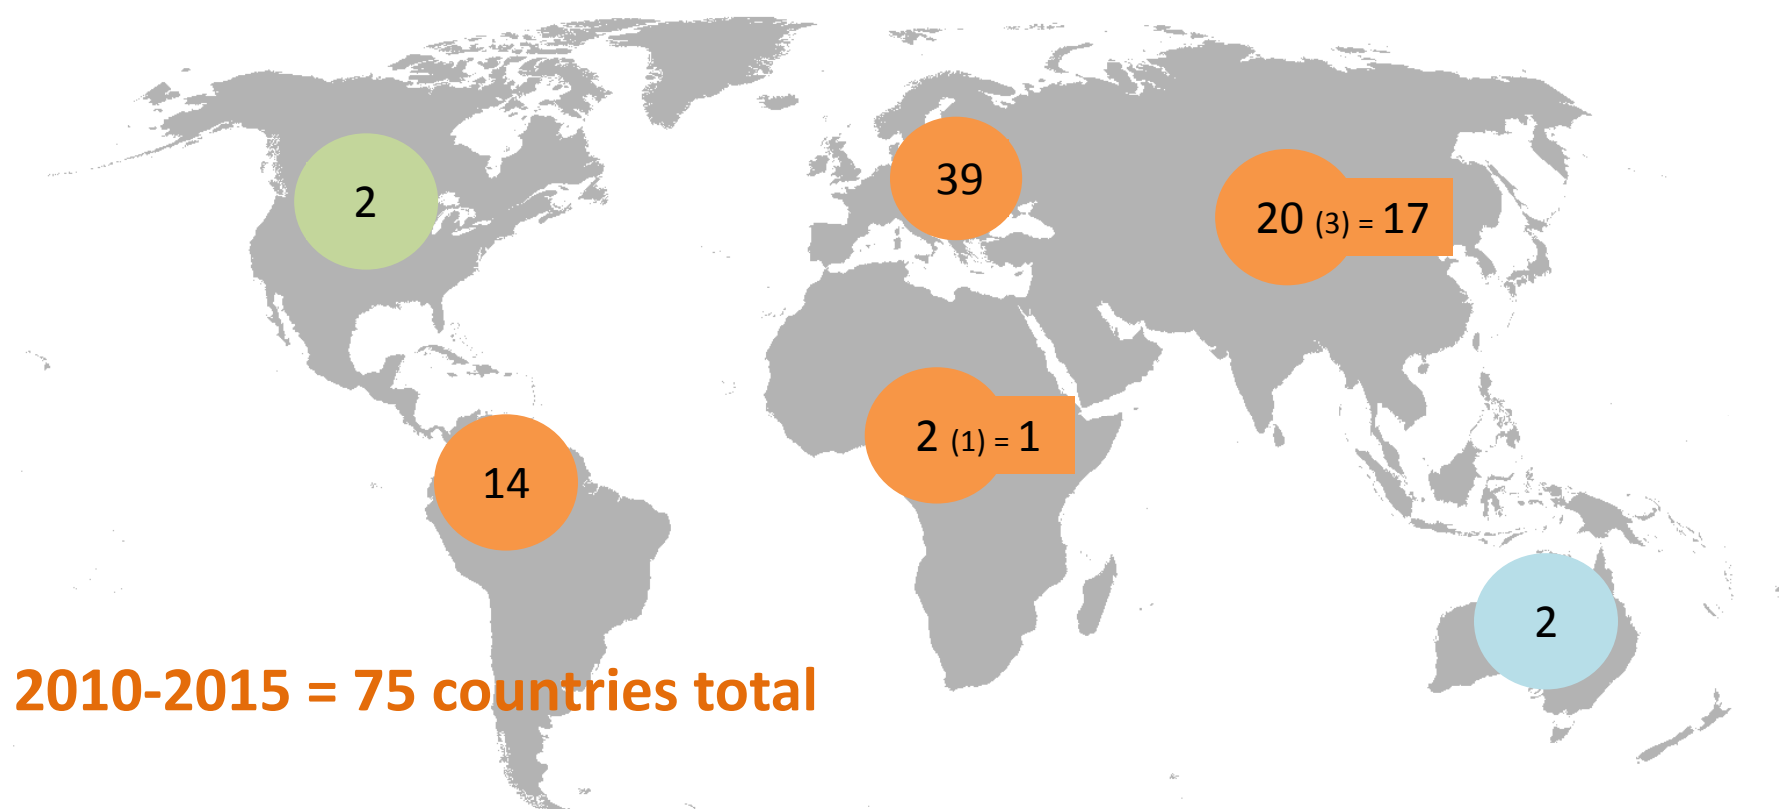 39
2
20 (3) = 17
2 (1) = 1
14
2
2010-2015 = 75 countries total